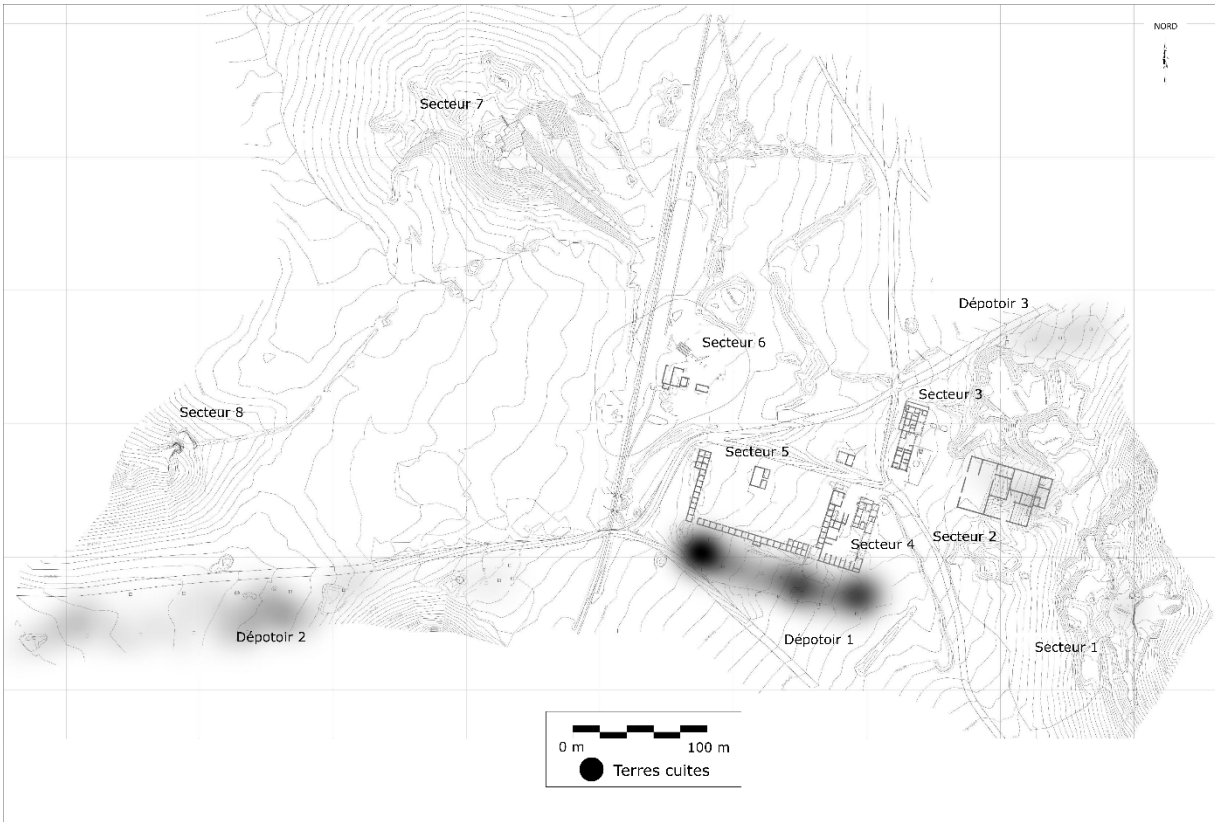 NORD
Secteur 7
Dépotoir 3
Secteur 6
Secteur 3
Secteur 8
Secteur 5
Secteur 4
Secteur 2
Dépotoir 2
Dépotoir 1
Secteur 1
0 m 100 m
Terres cuites